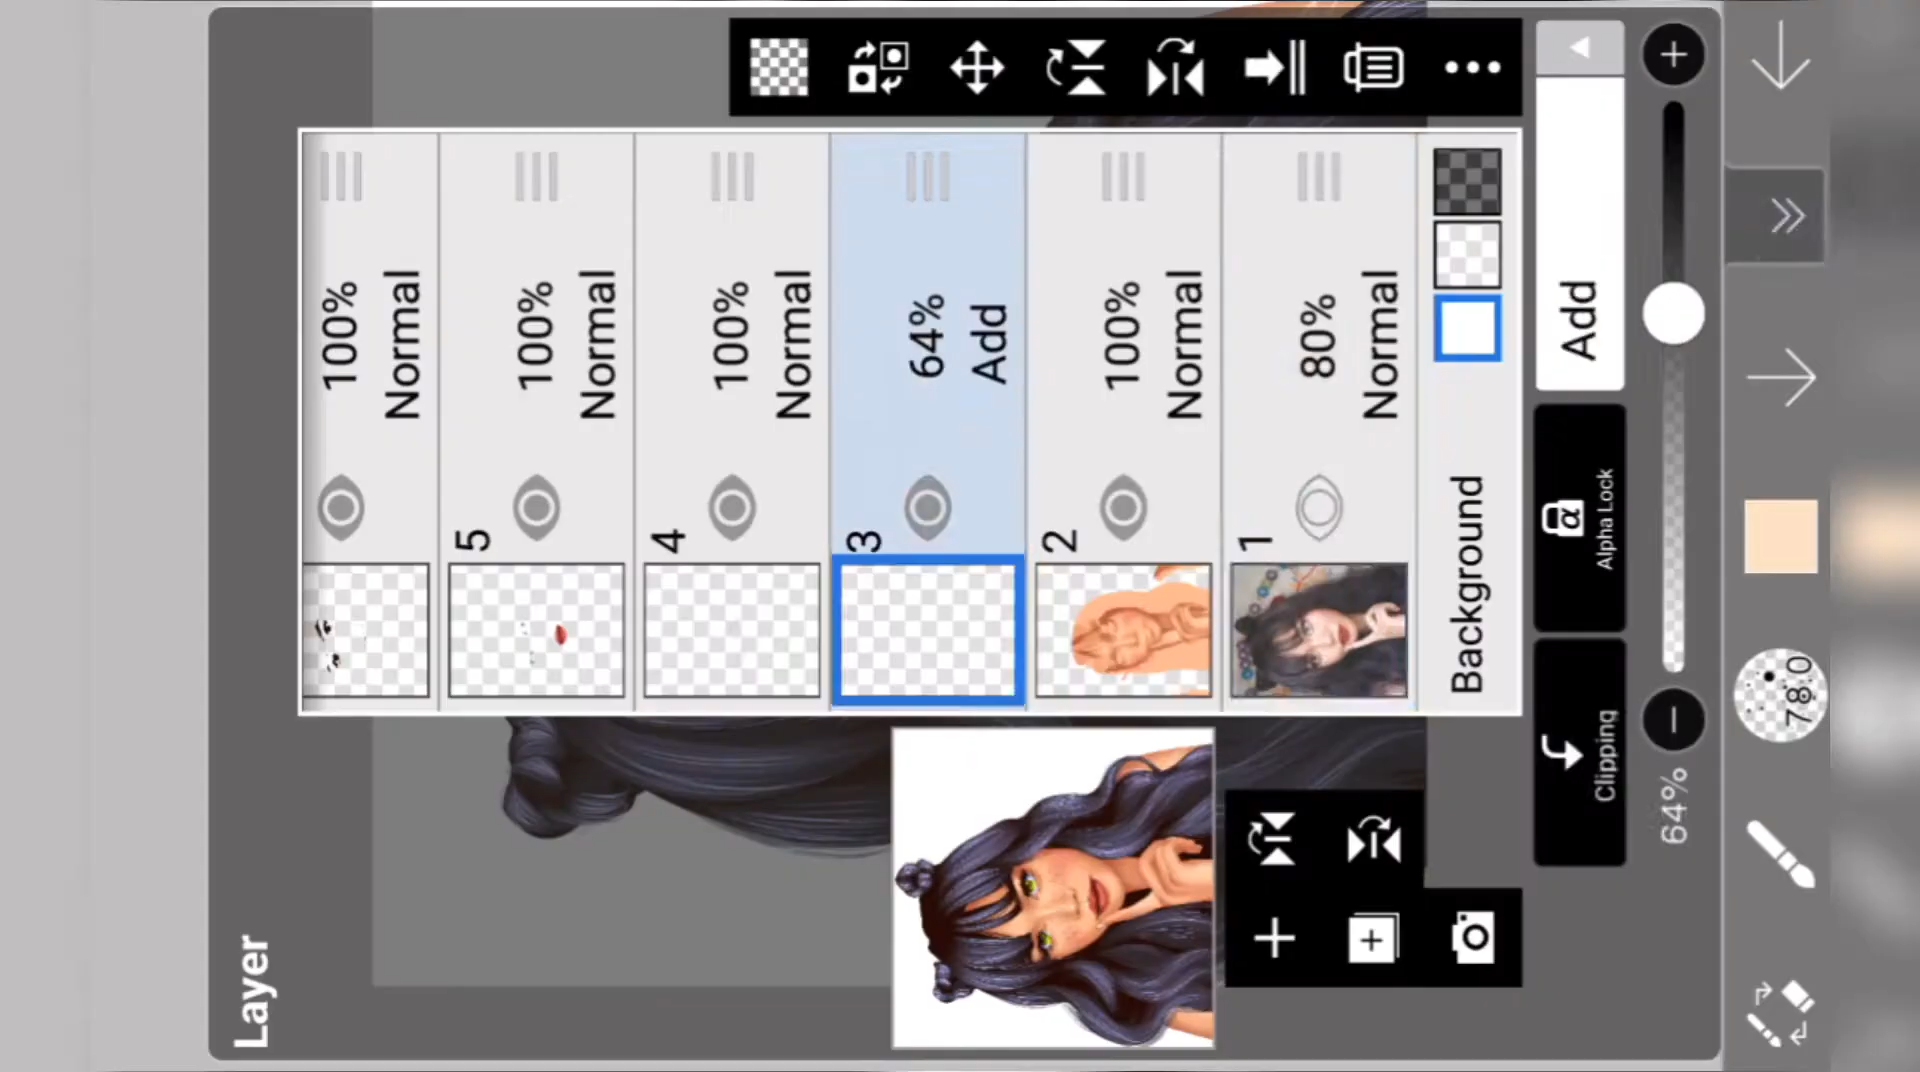 Layer
100%
Normal
5
100%
Normal
4
100%
Normal
3
64%
Add
2
100%
Normal
1
80%
Normal
Background
Add
Alpha Lock
Clipping
64%
78.0